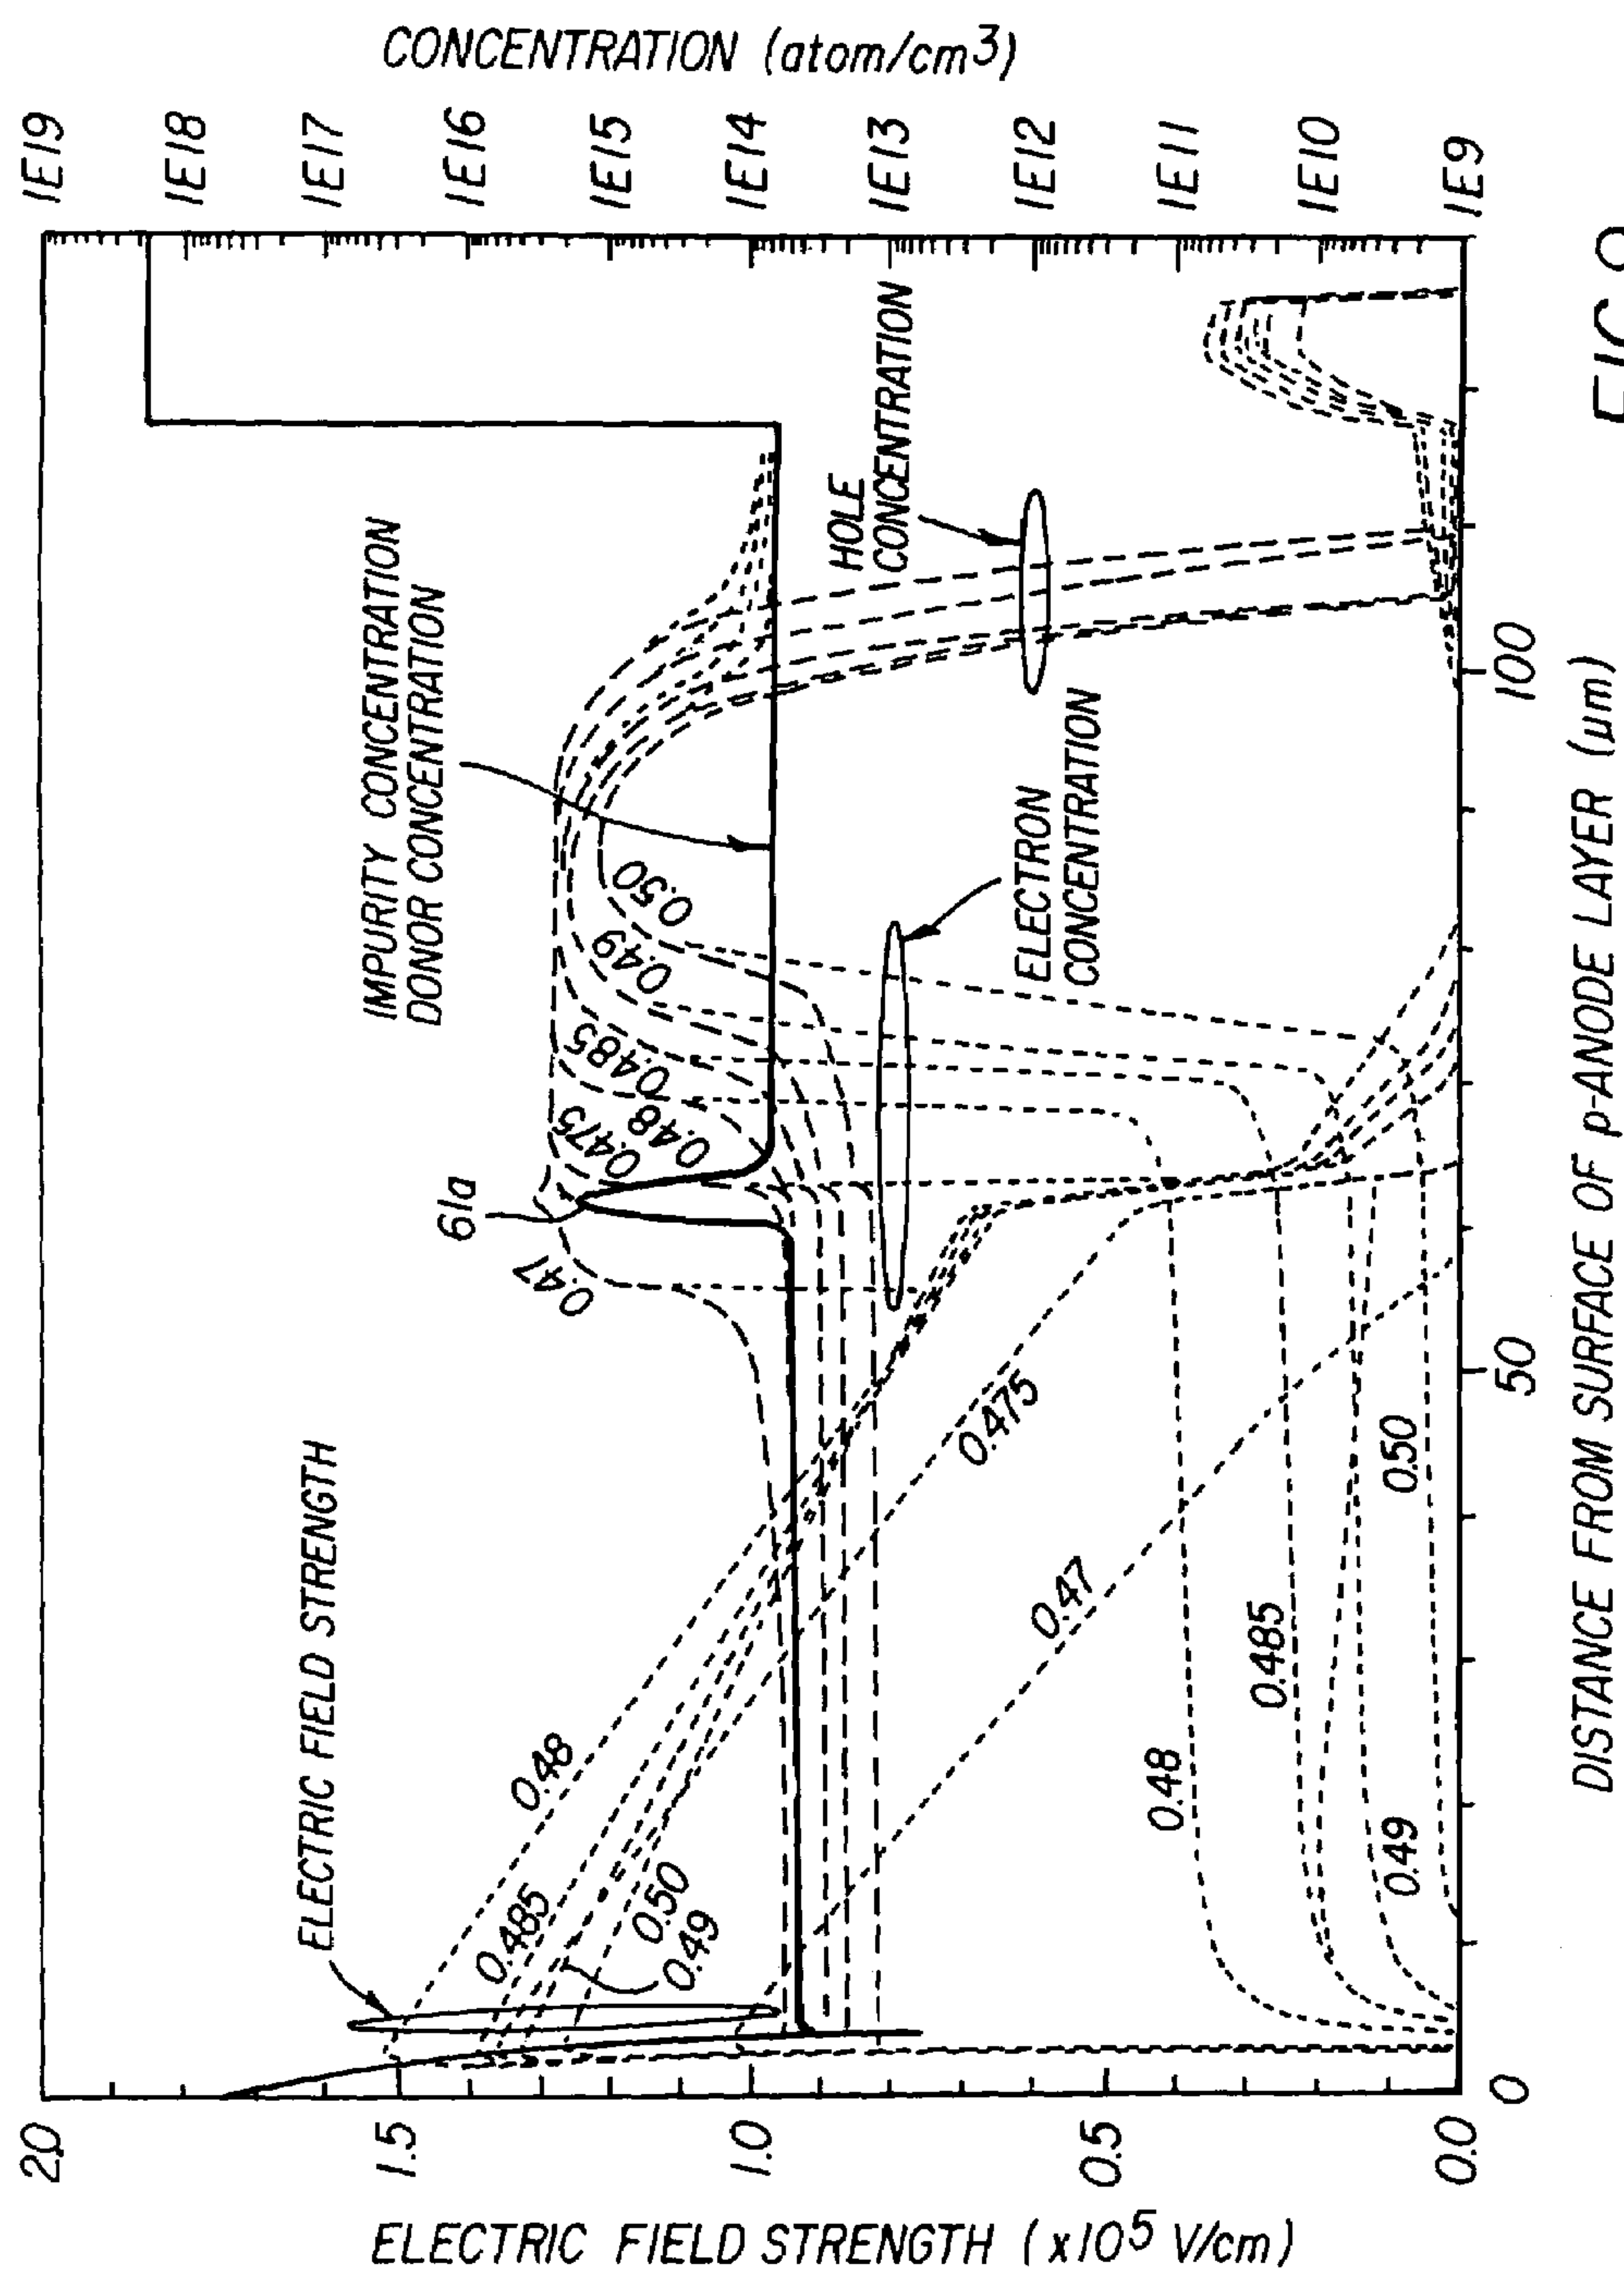 CONCENTRATION (atom/cm3)
1E19
1E18
1E17
1E16
1E15
1E14
1E13
1E12
1E11
1E10
1E9
IMPURITY CONCENTRATION
DONOR CONCENTRATION
HOLE
CONCENTRATION
ELECTRON
CONCENTRATION
0.50
0.49
0.485
0.48
0.475
0.47
61a
ELECTRIC FIELD STRENGTH
0.48
0.485
0.50
0.49
0.475
0.47
0.48
0.485
0.49
0.50
2.0
1.5
1.0
0.5
0.0
ELECTRIC FIELD STRENGTH (x105 V/cm)
0
50
100
DISTANCE FROM SURFACE OF p-ANODE LAYER (μm)